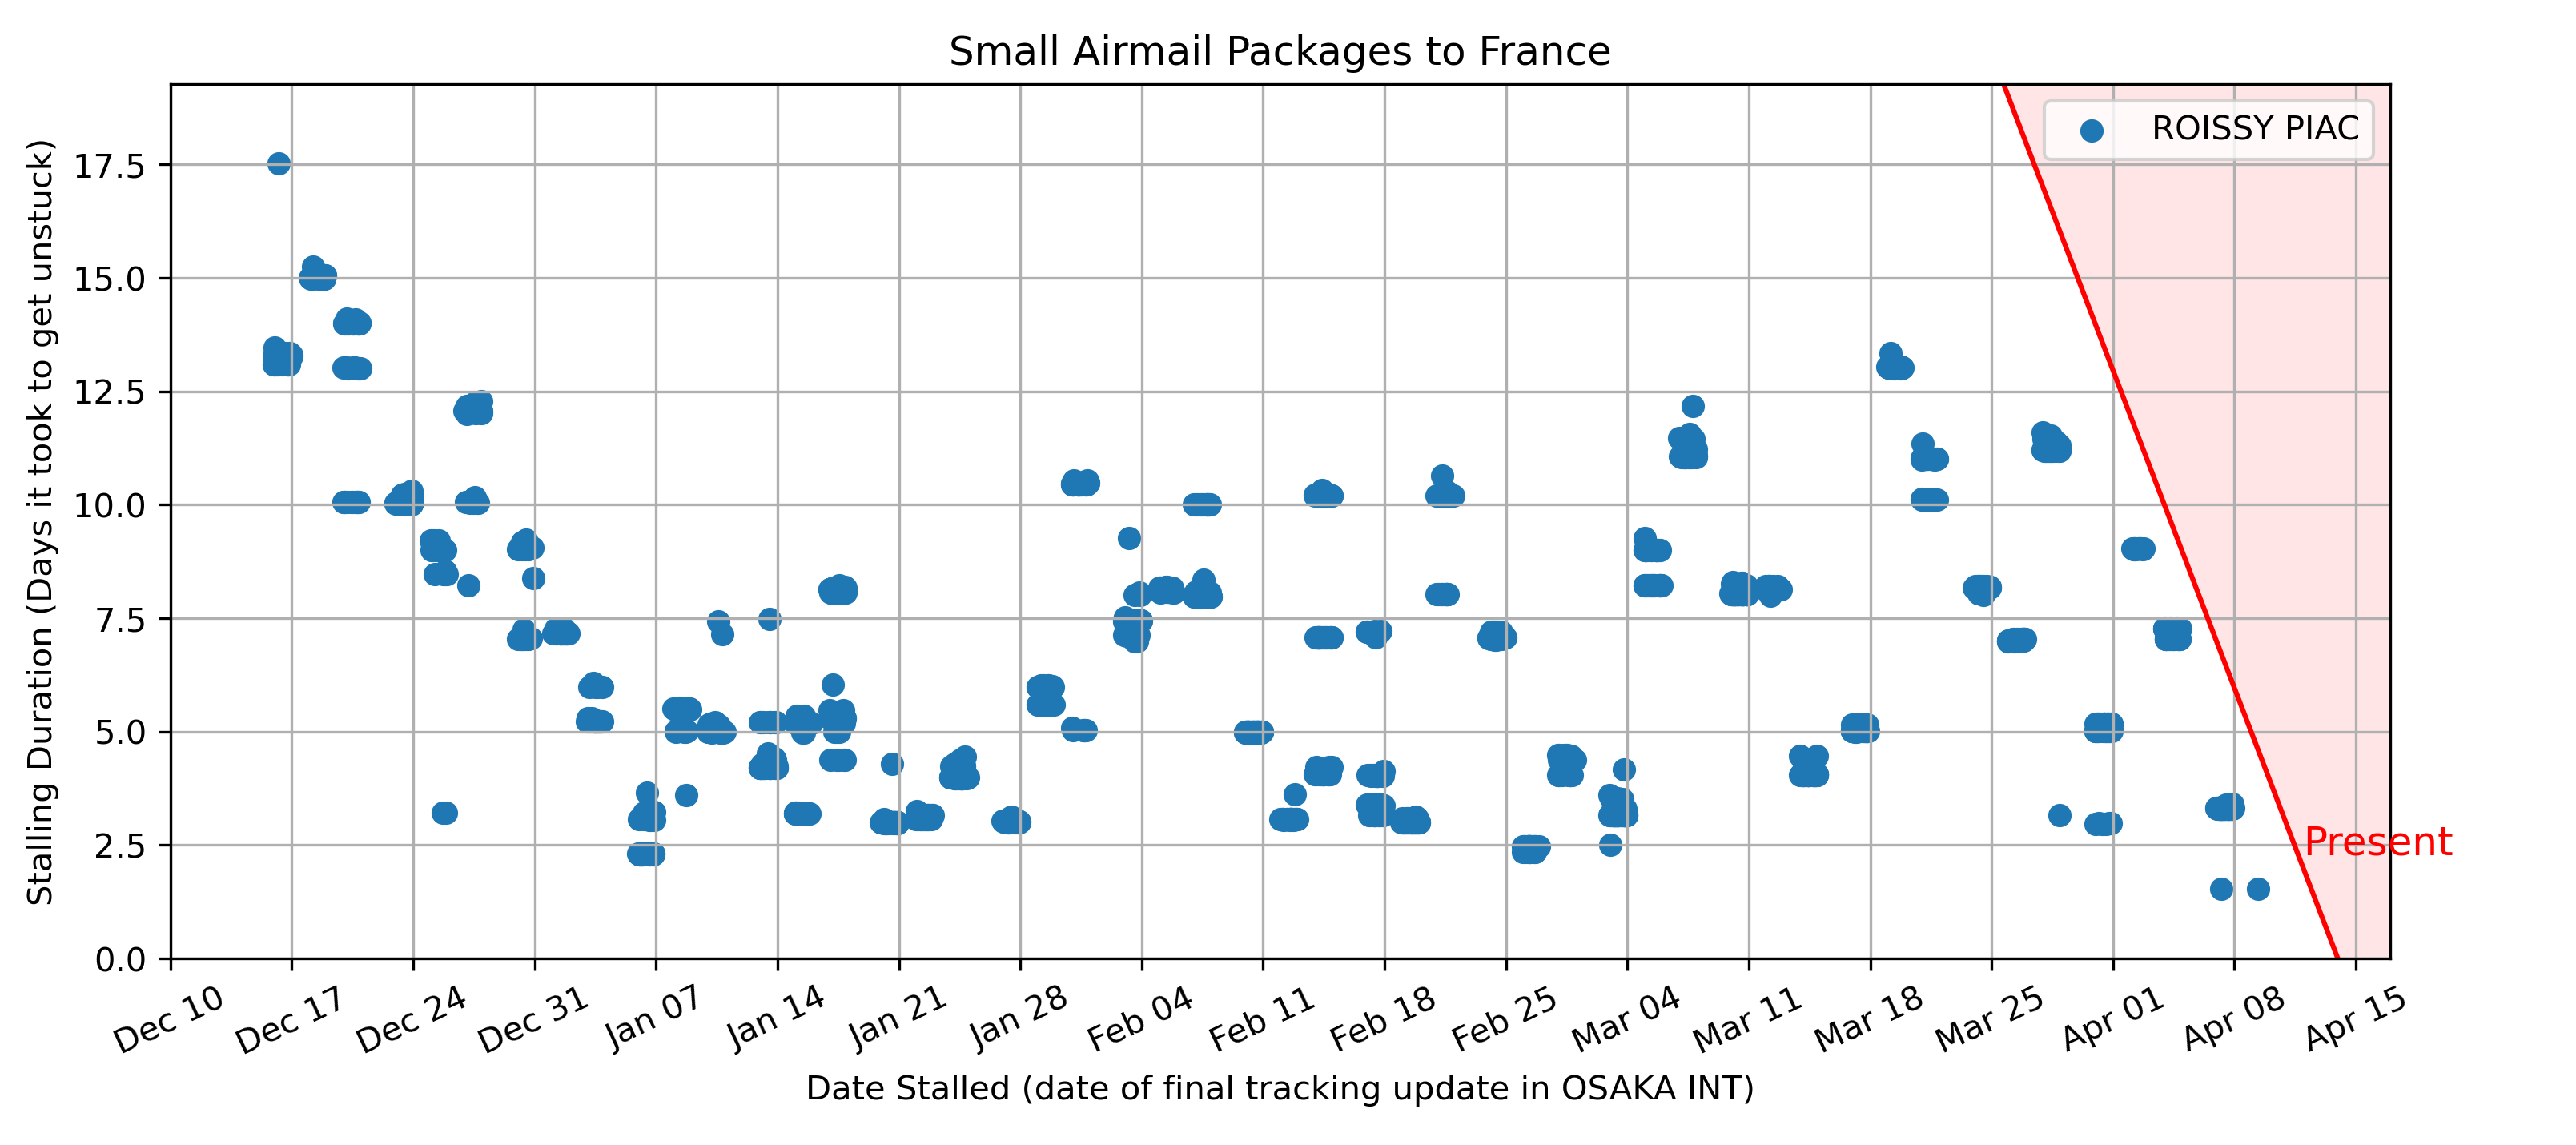 Small Airmail Packages to France
ROISSY PIAC
Stalling Duration (Days it took to get unstuck)
17.5
15.0
12.5
10.0
7.5
5.0
2.5
0.0
Present
Dec 10 Dec 17 Dec 24 Dec 31 Jan 07 Jan 14 Jan 21 Jan 28 Feb 04 Feb 11 Feb 18 Feb 25 Mar 04 Mar 11 Mar 18 Mar 25 Apr 01 Apr 08 Apr 15
Date Stalled (date of final tracking update in OSAKA INT)